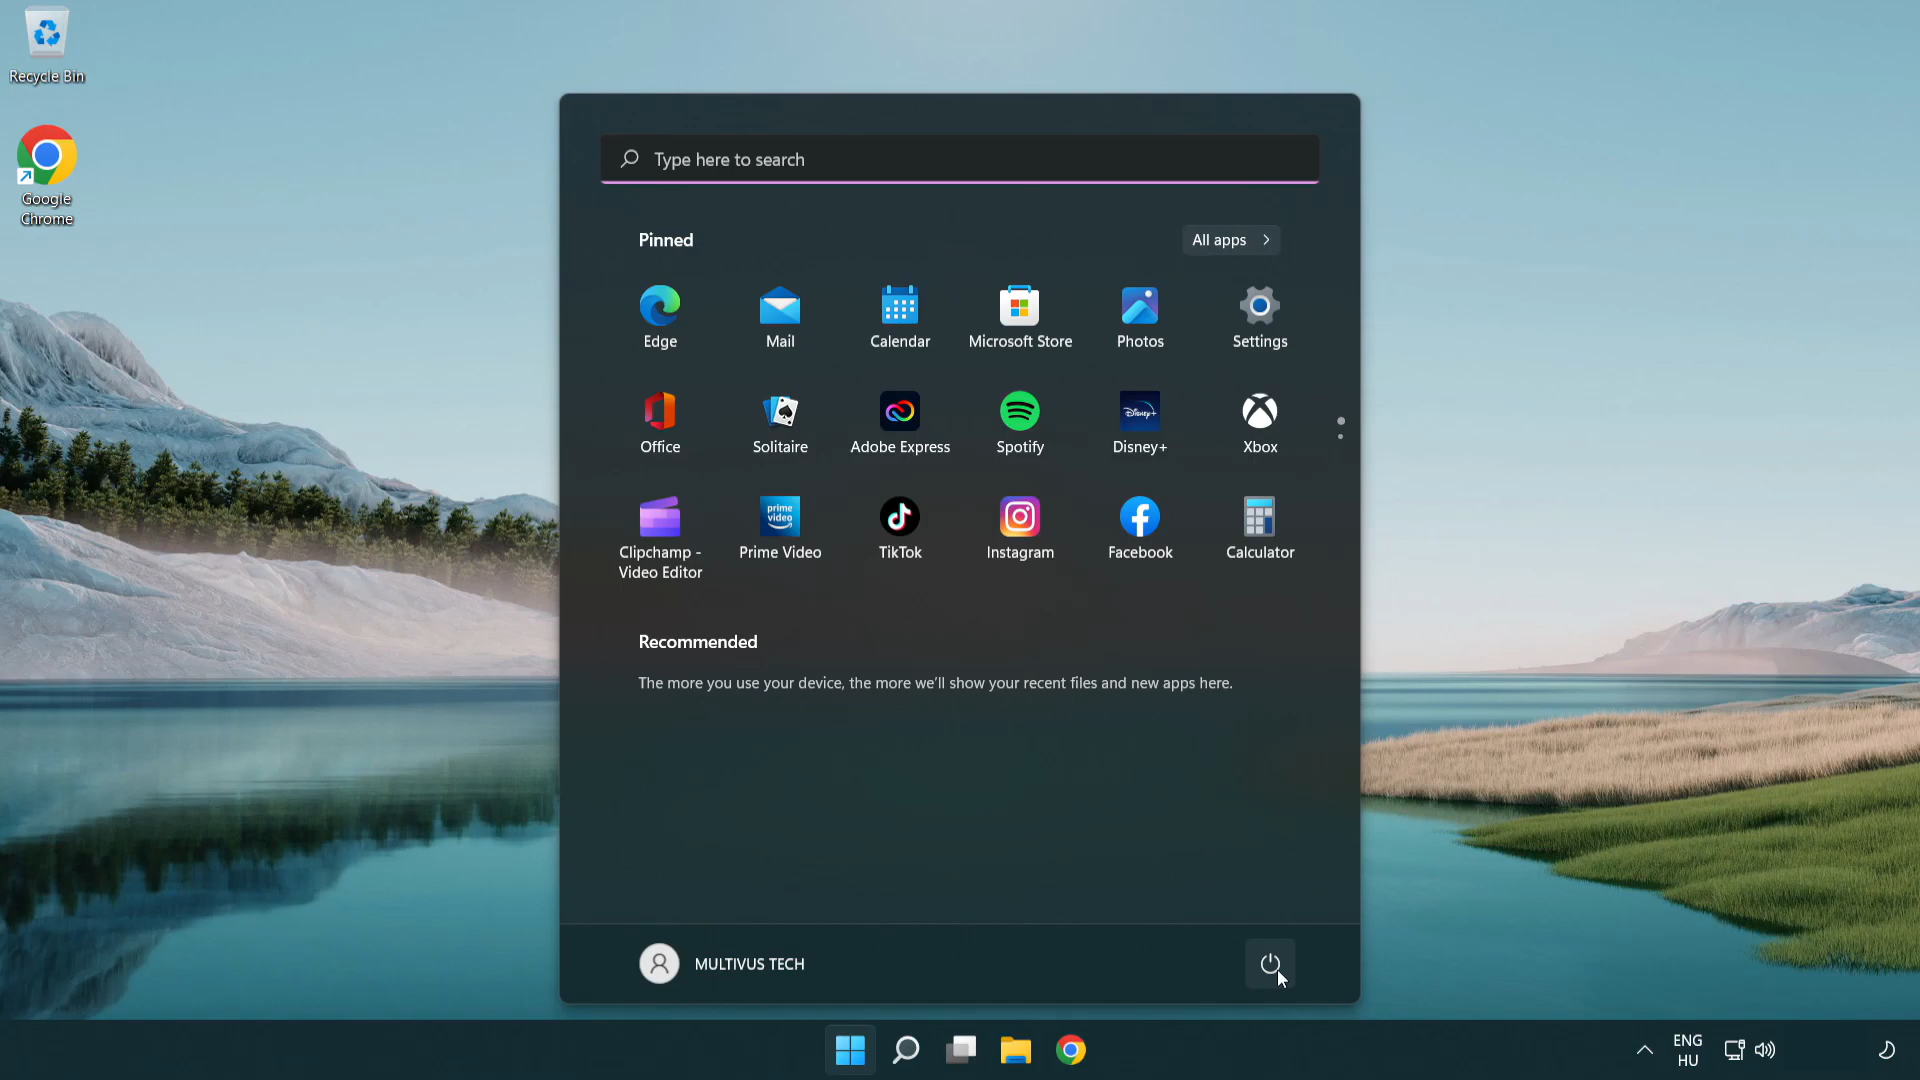 Recycle Bin
Google
Chrome
Type here to search
Pinned
All apps
Edge
Mail
Calendar
Microsoft Store
Photos
Settings
Office
Solitaire
Adobe Express
Spotify
Disney+
Disney+
Xbox
Clipchamp -
Video Editor
prime
video
Prime Video
TikTok
Instagram
Facebook
Calculator
Recommended
The more you use your device, the more we'll show your recent files and new apps here.
MULTIVUS TECH
ENG
HU